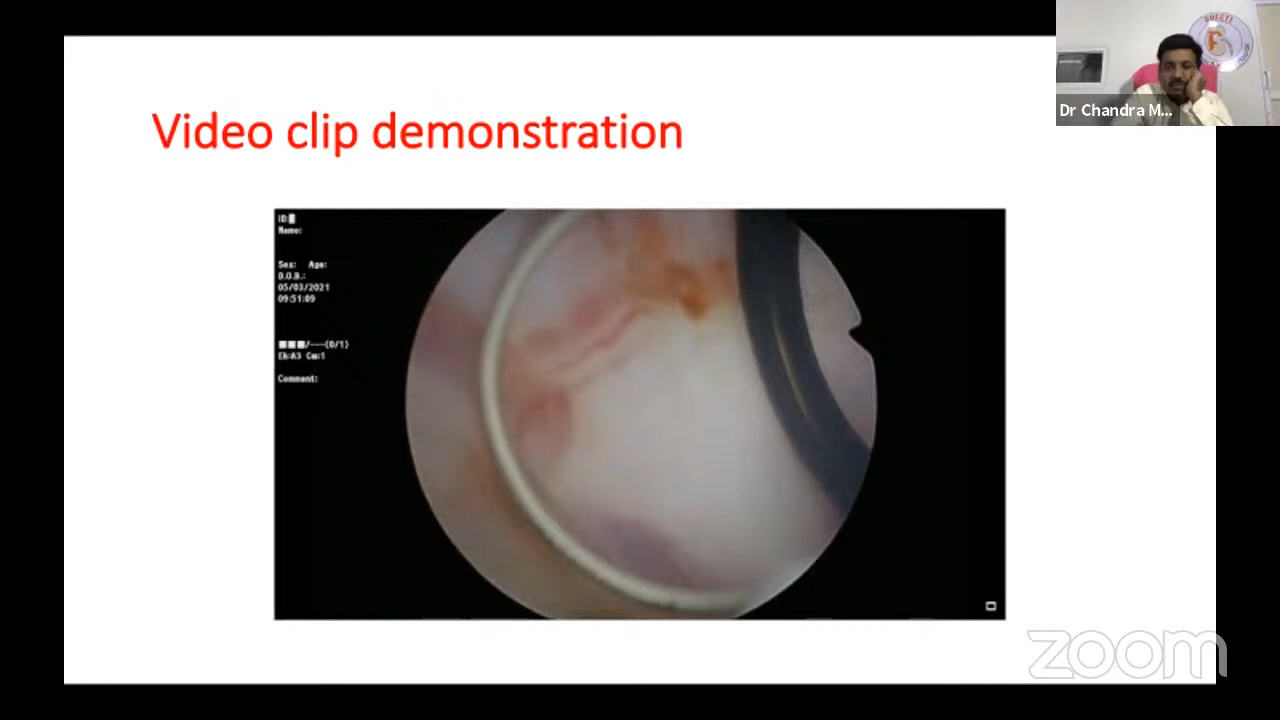 Video clip demonstration
Dr Chandra M...
ID:
Name:
Sex: Age:
D.O.B.:
05/03/2021
09:51:09
Comment:
zoom